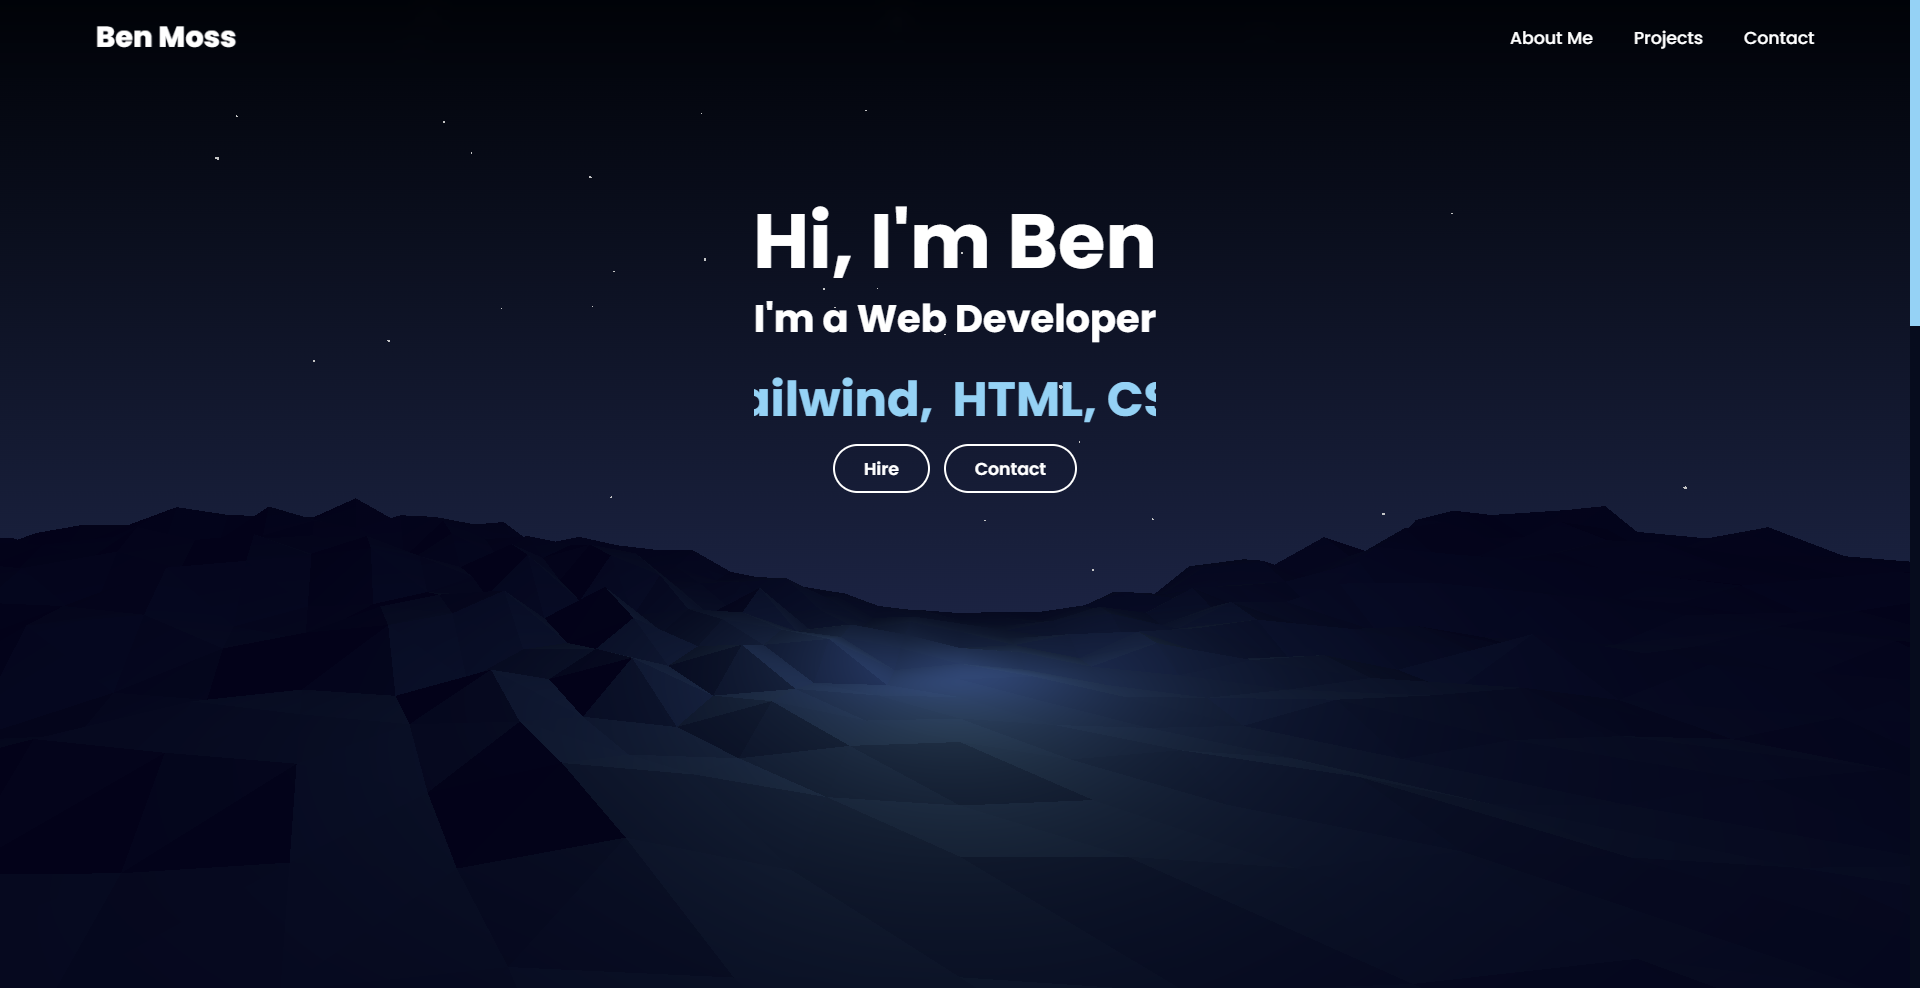 Ben Moss
About Me
Projects
Contact
Hi, I'm Ben
I'm a Web Developer
ailwind, HTML, CS
Hire
Contact